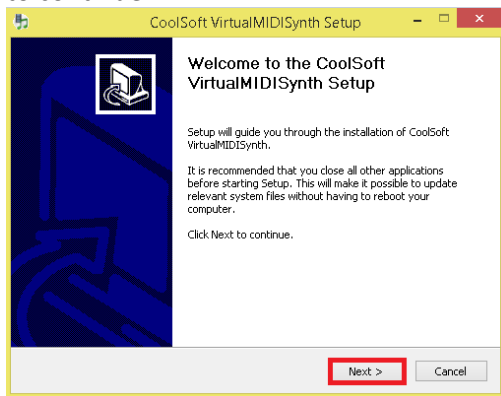 CoolSoft VirtualMIDISynth Setup
Welcome to the CoolSoft
VirtualMIDISynth Setup
Setup will guide you through the installation of CoolSoft
VirtualMIDISynth.
It is recommended that you close all other applications
before starting Setup. This will make it possible to update
relevant system files without having to reboot your
computer.
Click Next to continue.
Next >
Cancel